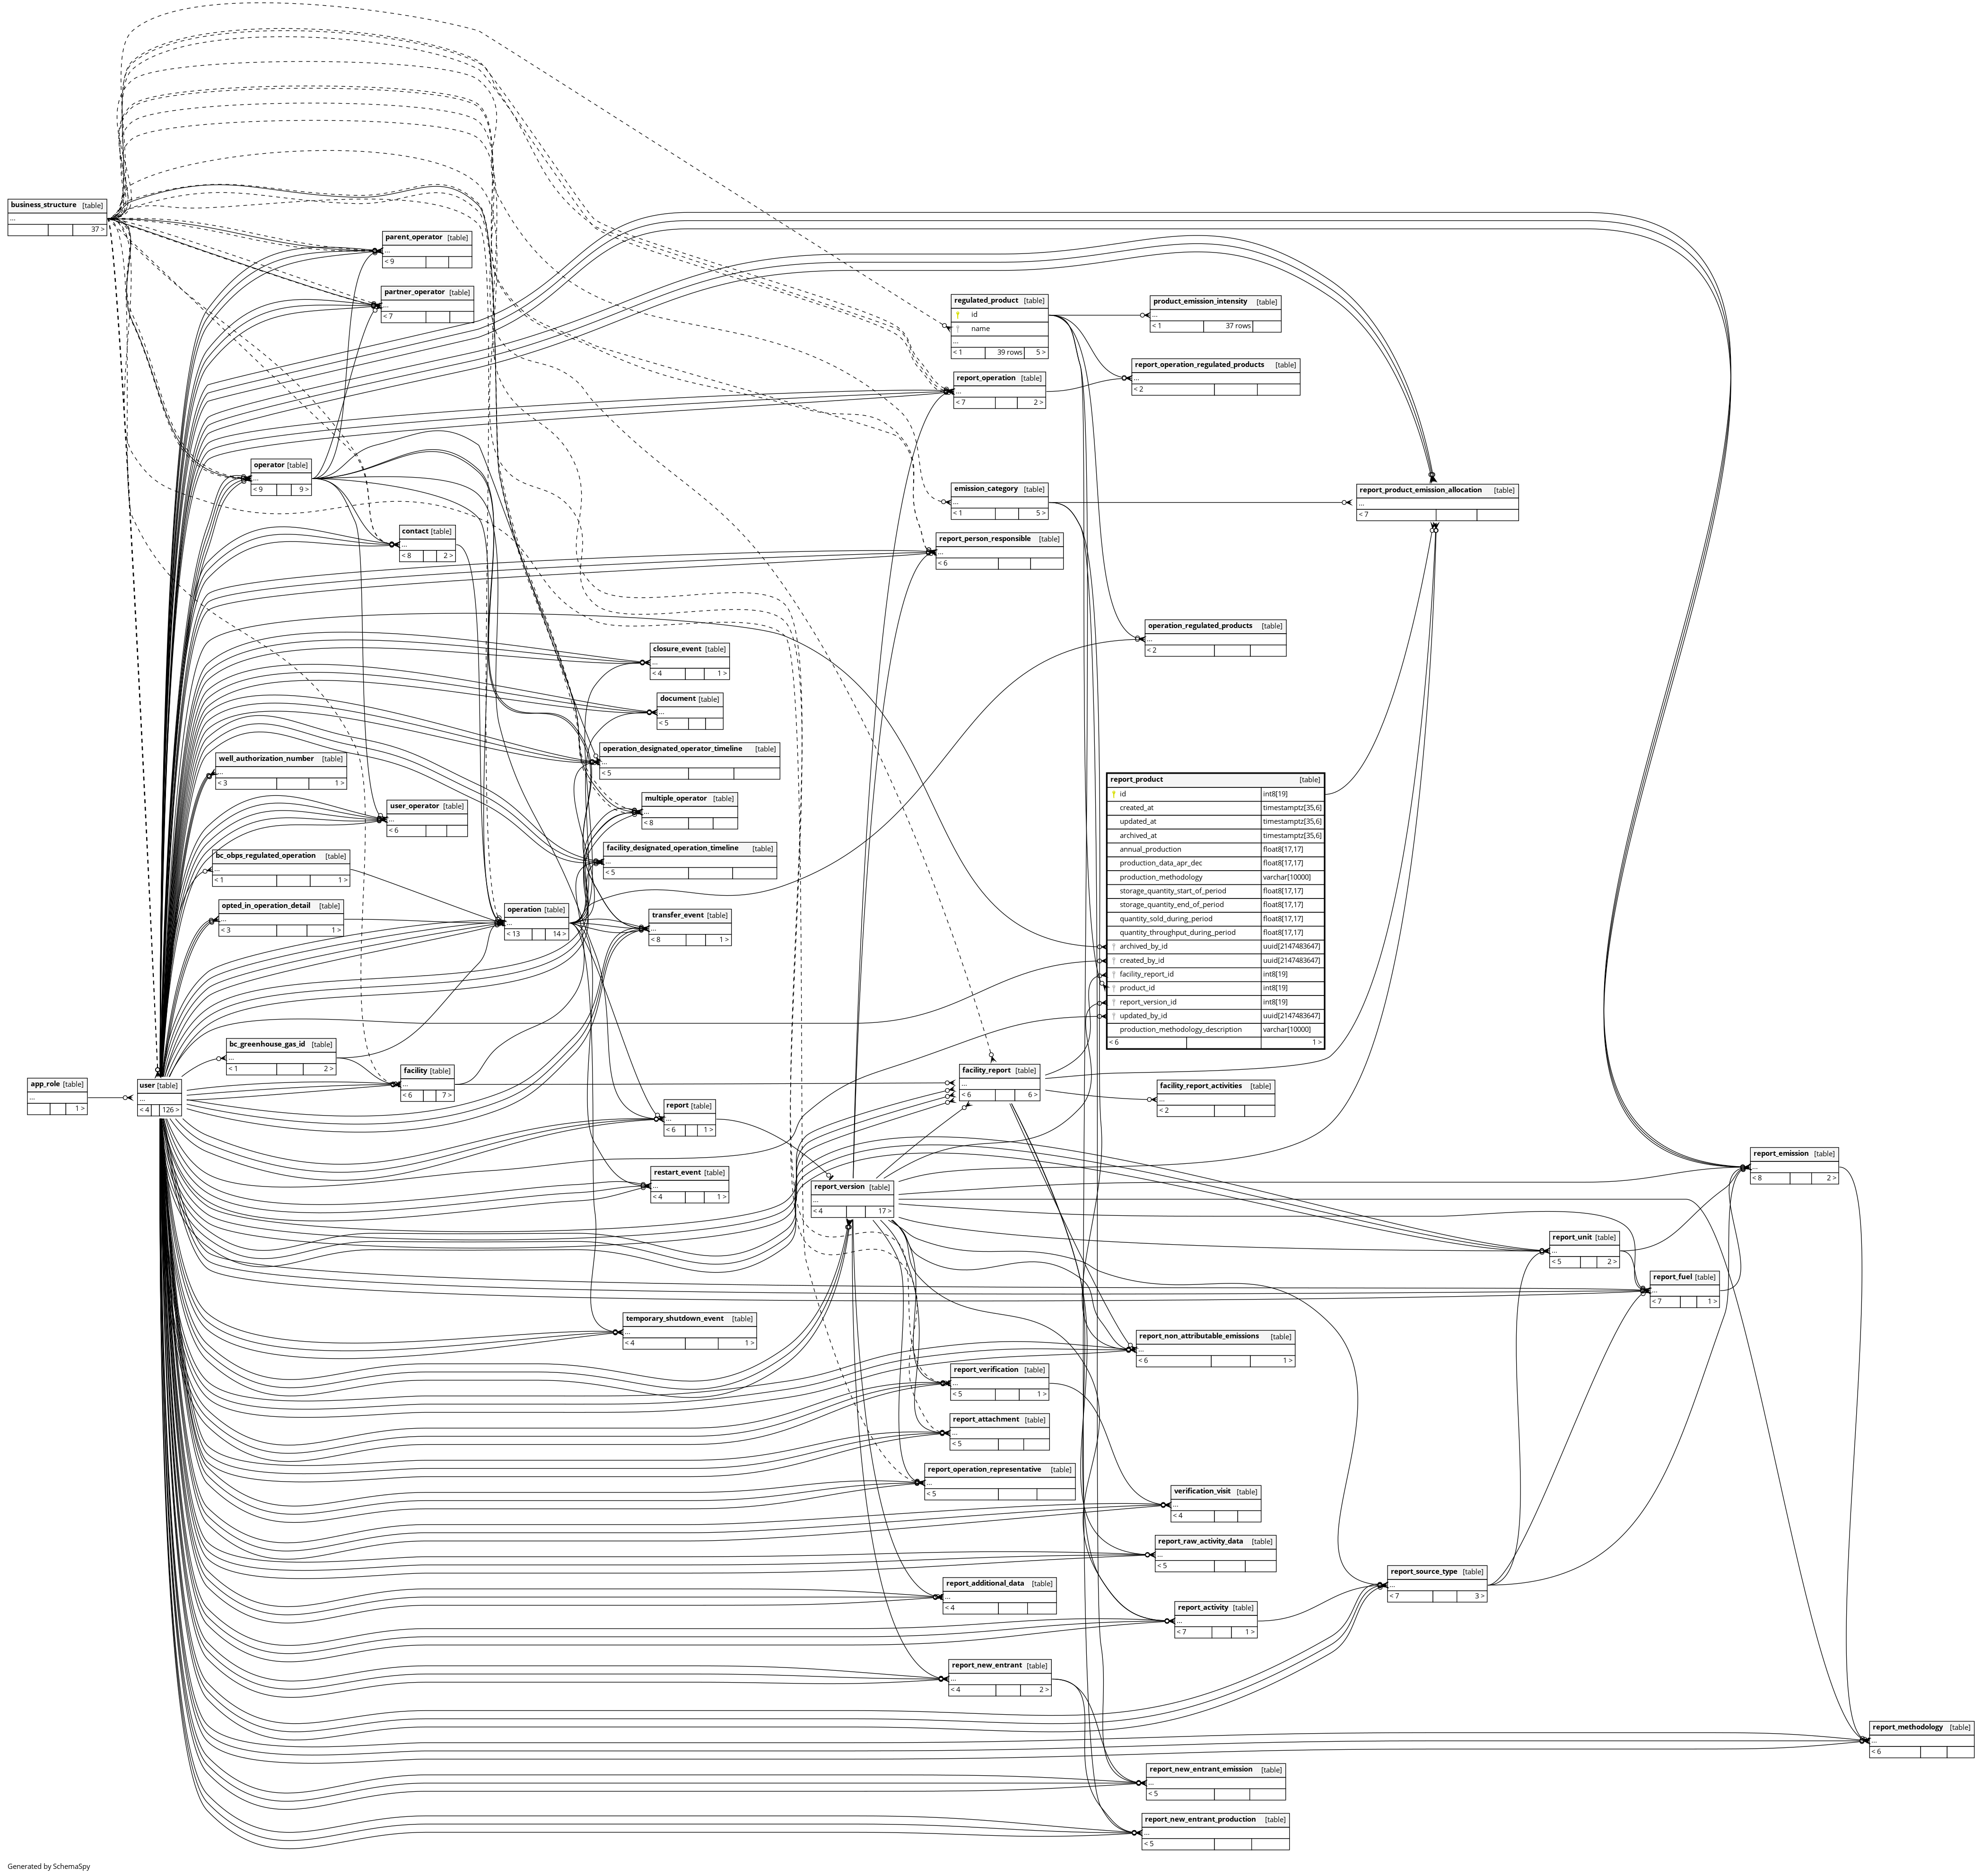 business_structure [table]
...
37 >
parent_operator [table]
...
< 9
partner_operator [table]
...
< 7
regulated_product [table]
id
name
...
< 1 39 rows 5 >
product_emission_intensity [table]
...
< 1 37 rows
report_operation_regulated_products [table]
...
< 2
report_operation [table]
...
< 7 2 >
operator [table]
...
< 9 9 >
emission_category [table]
...
< 1 5 >
report_product_emission_allocation [table]
...
< 7
contact [table]
...
< 8 2 >
report_person_responsible [table]
...
< 6
operation_regulated_products [table]
...
< 2
closure_event [table]
...
< 4 1 >
document [table]
...
< 5
operation_designated_operator_timeline [table]
...
< 5
well_authorization_number [table]
...
< 3 1 >
multiple_operator [table]
...
< 8
user_operator [table]
...
< 6
facility_designated_operation_timeline [table]
...
< 5
bc_obps_regulated_operation [table]
...
< 1 1 >
opted_in_operation_detail [table]
...
< 3 1 >
operation [table]
...
< 13 14 >
transfer_event [table]
...
< 8 1 >
report_product [table]
id int8[19]
created_at timestamptz[35,6]
updated_at timestamptz[35,6]
archived_at timestamptz[35,6]
annual_production float8[17,17]
production_data_apr_dec float8[17,17]
production_methodology varchar[10000]
storage_quantity_start_of_period float8[17,17]
storage_quantity_end_of_period float8[17,17]
quantity_sold_during_period float8[17,17]
quantity_throughput_during_period float8[17,17]
archived_by_id uuid[2147483647]
created_by_id uuid[2147483647]
facility_report_id int8[19]
product_id int8[19]
report_version_id int8[19]
updated_by_id uuid[2147483647]
production_methodology_description varchar[10000]
< 6 1 >
bc_greenhouse_gas_id [table]
...
< 1 2 >
app_role [table]
...
1 >
user [table]
...
< 4 126 >
facility [table]
...
< 6 7 >
facility_report [table]
...
< 6 6 >
facility_report_activities [table]
...
< 2
report [table]
...
< 6 1 >
restart_event [table]
...
< 4 1 >
report_version [table]
...
< 4 17 >
report_emission [table]
...
< 8 2 >
report_unit [table]
...
< 5 2 >
report_fuel [table]
...
< 7 1 >
temporary_shutdown_event [table]
...
< 4 1 >
report_non_attributable_emissions [table]
...
< 6 1 >
report_verification [table]
...
< 5 1 >
report_attachment [table]
...
< 5
report_operation_representative [table]
...
< 5
verification_visit [table]
...
< 4
report_raw_activity_data [table]
...
< 5
report_additional_data [table]
...
< 4
report_source_type [table]
...
< 7 3 >
report_activity [table]
...
< 7 1 >
report_new_entrant [table]
...
< 4 2 >
report_methodology [table]
...
< 6
report_new_entrant_emission [table]
...
< 5
report_new_entrant_production [table]
...
< 5
Generated by SchemaSpy